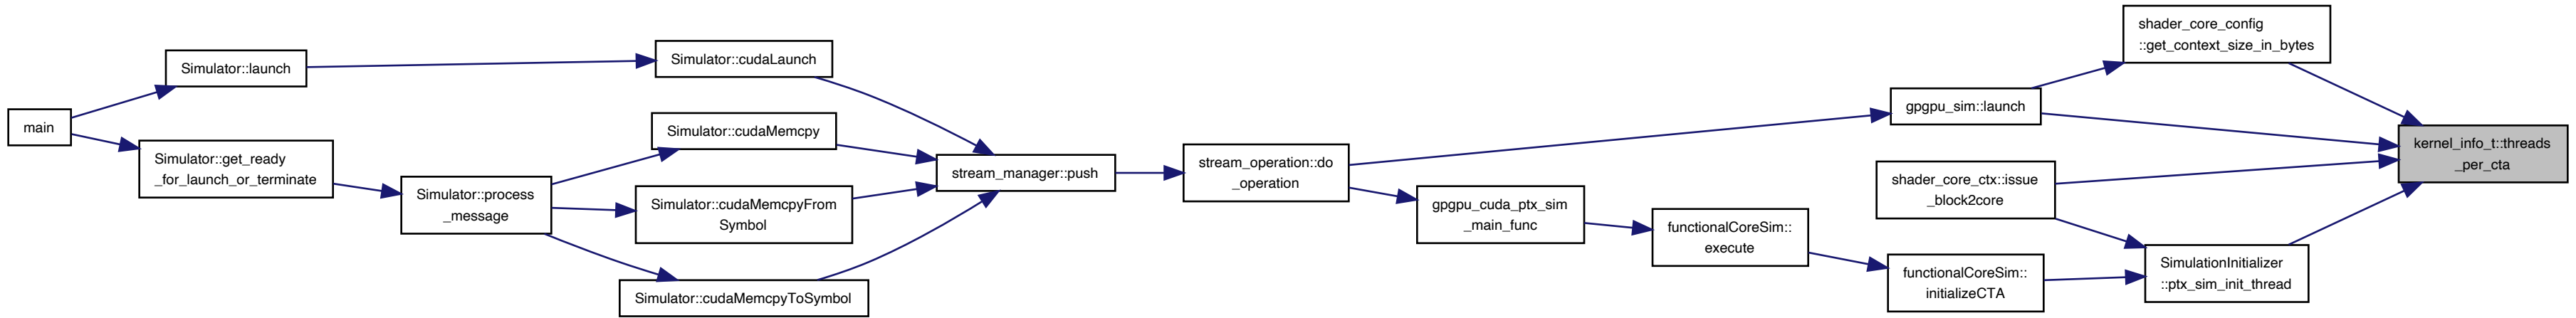 main
Simulator::launch
Simulator::get_ready
_for_launch_or_terminate
Simulator::process
_message
Simulator::cudaLaunch
Simulator::cudaMemcpy
Simulator::cudaMemcpyFrom
Symbol
Simulator::cudaMemcpyToSymbol
stream_manager::push
stream_operation::do
_operation
gpgpu_cuda_ptx_sim
_main_func
functionalCoreSim::
execute
shader_core_config
::get_context_size_in_bytes
gpgpu_sim::launch
shader_core_ctx::issue
_block2core
functionalCoreSim::
initializeCTA
SimulationInitializer
::ptx_sim_init_thread
kernel_info_t::threads
_per_cta